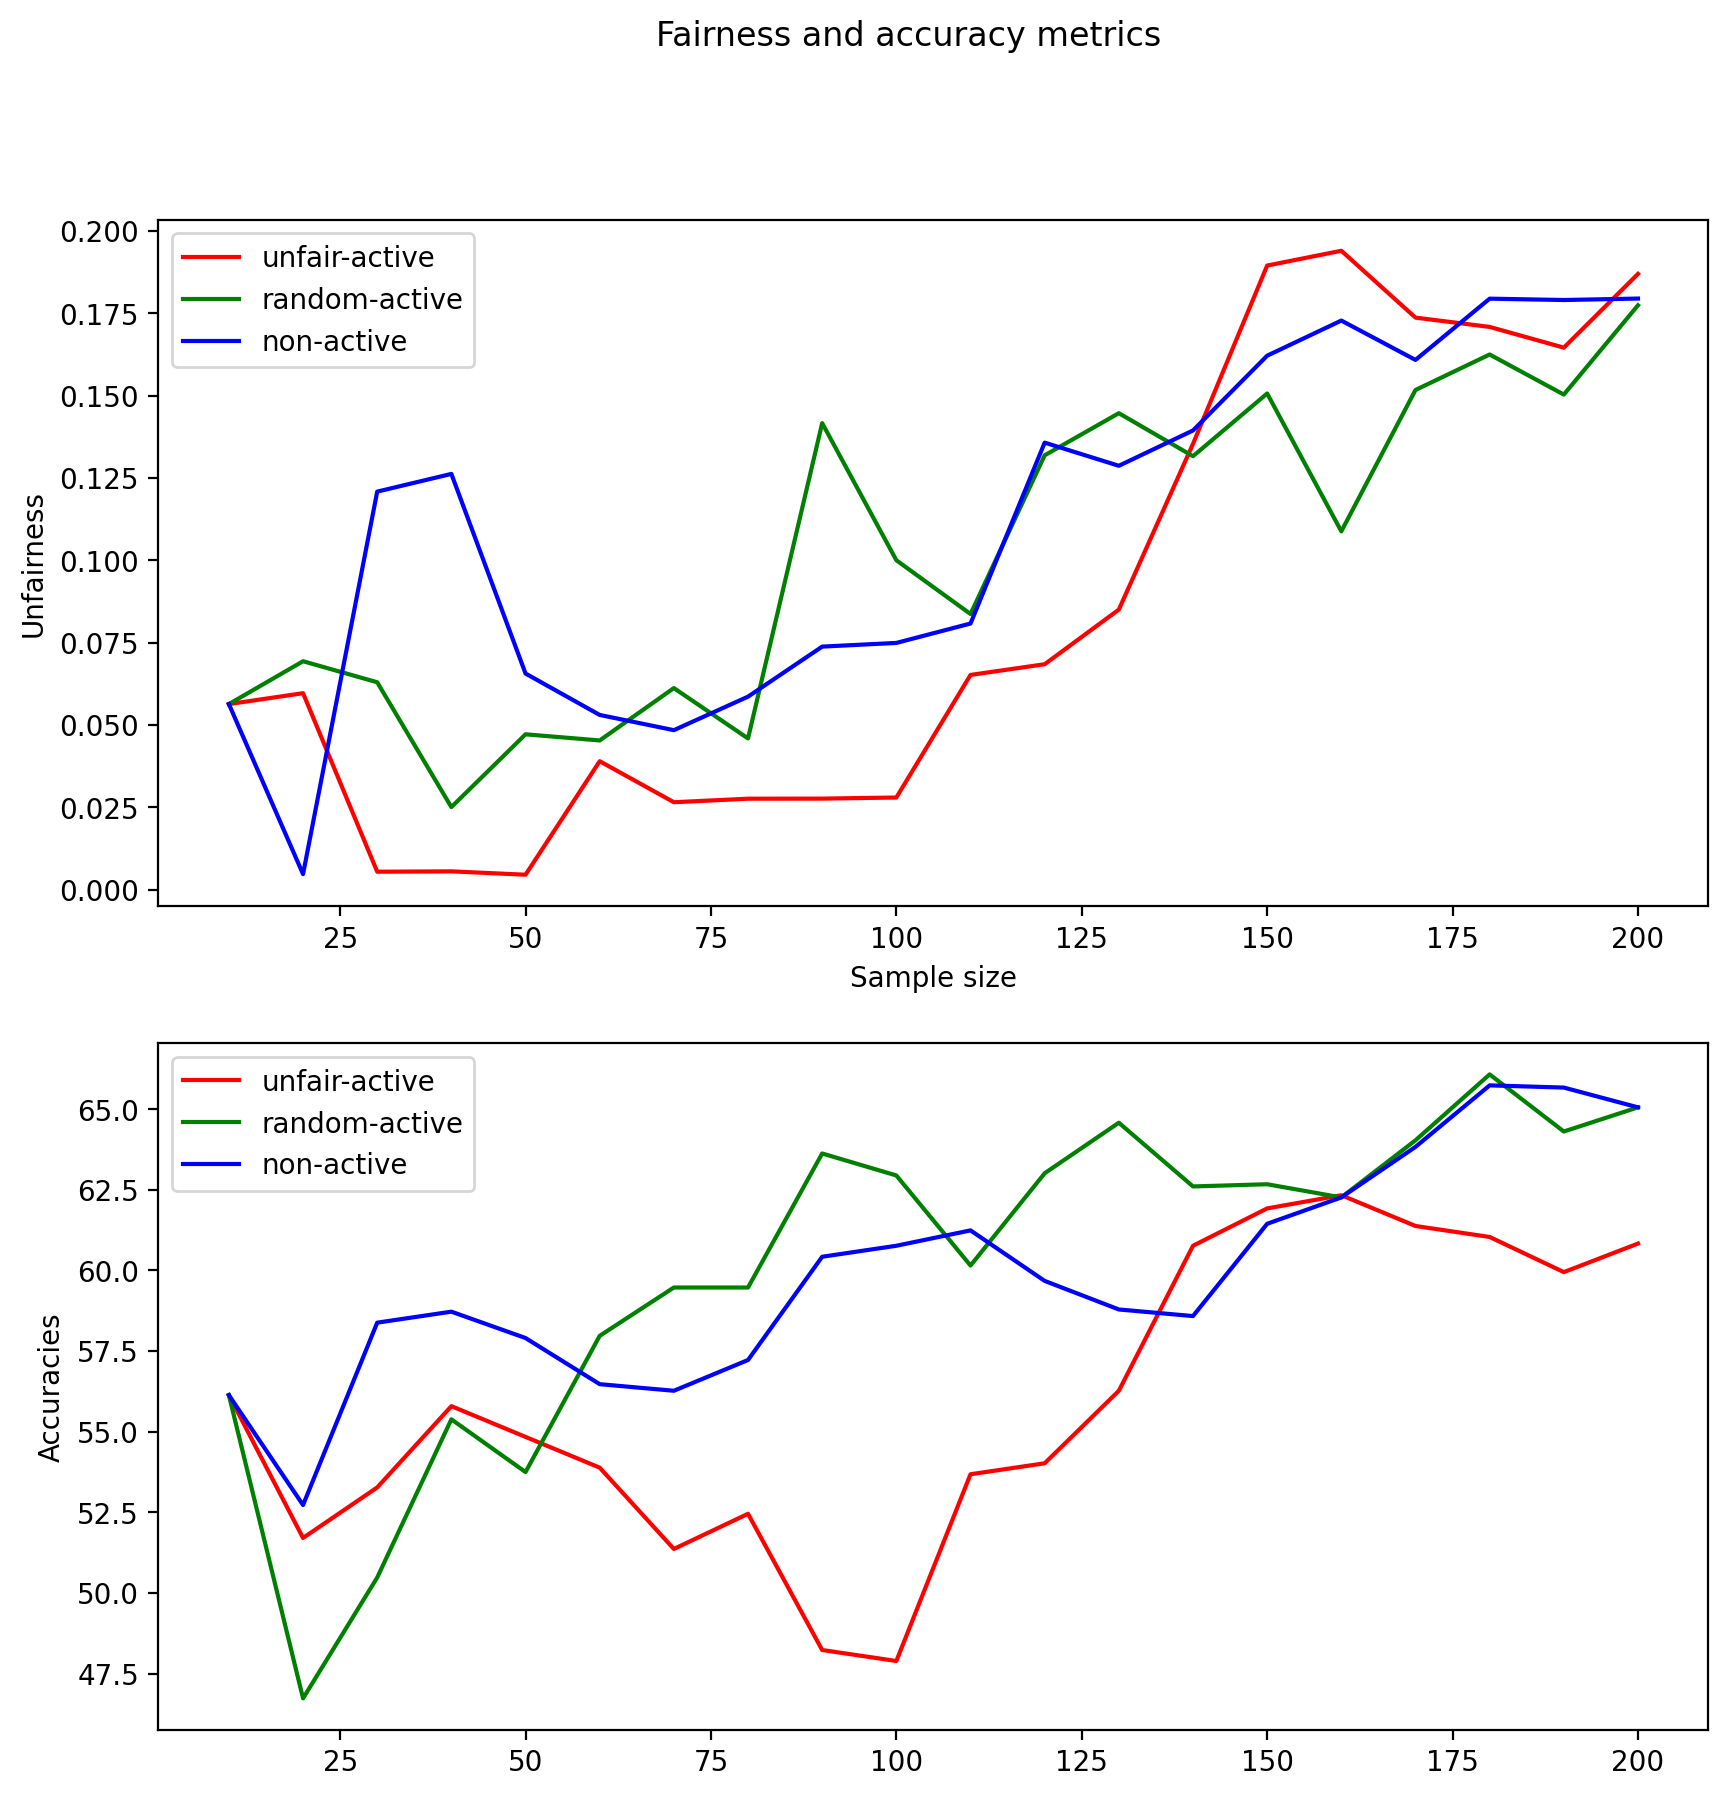 Fairness and accuracy metrics
unfair-active
random-active
non-active
Unfairness
0.200
0.175
0.150
0.125
0.100
0.075
0.050
0.025
0.000
25 50 75 100 125 150 175 200
Sample size
unfair-active
random-active
non-active
Accuracies
65.0
62.5
60.0
57.5
55.0
52.5
50.0
47.5
25 50 75 100 125 150 175 200